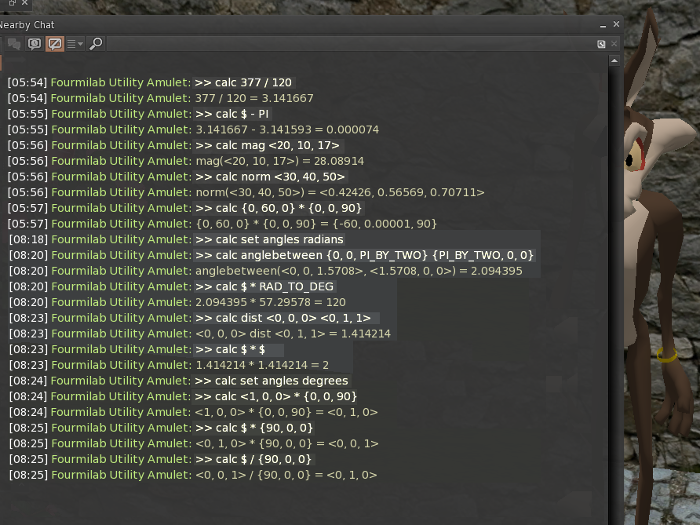 Nearby Chat
[05:54] Fourmilab Utility Amulet: >> calc 377 / 120
[05:54] Fourmilab Utility Amulet: 377 / 120 = 3.141667
[05:55] Fourmilab Utility Amulet: >> calc $ - PI
[05:55] Fourmilab Utility Amulet: 3.141667 - 3.141593 = 0.000074
[05:56] Fourmilab Utility Amulet: >> calc mag <20, 10, 17>
[05:56] Fourmilab Utility Amulet: mag(<20, 10, 17>) = 28.08914
[05:56] Fourmilab Utility Amulet: >> calc norm <30, 40, 50>
[05:56] Fourmilab Utility Amulet: norm(<30, 40, 50>) = <0.42426, 0.56569, 0.70711>
[05:57] Fourmilab Utility Amulet: >> calc {0, 60, 0} * {0, 0, 90}
[05:57] Fourmilab Utility Amulet: {0, 60, 0} * {0, 0, 90} = {-60, 0.00001, 90}
[08:18] Fourmilab Utility Amulet: >> calc set angles radians
[08:20] Fourmilab Utility Amulet: >> calc anglebetween {0, 0, PI_BY_TWO} {PI_BY_TWO, 0, 0}
[08:20] Fourmilab Utility Amulet: anglebetween(<0, 0, 1.5708>, <1.5708, 0, 0>) = 2.094395
[08:20] Fourmilab Utility Amulet: >> calc $ * RAD_TO_DEG
[08:20] Fourmilab Utility Amulet: 2.094395 * 57.29578 = 120
[08:23] Fourmilab Utility Amulet: >> calc dist <0, 0, 0> <0, 1, 1>
[08:23] Fourmilab Utility Amulet: <0, 0, 0> dist <0, 1, 1> = 1.414214
[08:23] Fourmilab Utility Amulet: >> calc $ * $
[08:23] Fourmilab Utility Amulet: 1.414214 * 1.414214 = 2
[08:24] Fourmilab Utility Amulet: >> calc set angles degrees
[08:24] Fourmilab Utility Amulet: >> calc <1, 0, 0> * {0, 0, 90}
[08:24] Fourmilab Utility Amulet: <1, 0, 0> * {0, 0, 90} = <0, 1, 0>
[08:25] Fourmilab Utility Amulet: >> calc $ * {90, 0, 0}
[08:25] Fourmilab Utility Amulet: <0, 1, 0> * {90, 0, 0} = <0, 0, 1>
[08:25] Fourmilab Utility Amulet: >> calc $ / {90, 0, 0}
[08:25] Fourmilab Utility Amulet: <0, 0, 1> / {90, 0, 0} = <0, 1, 0>